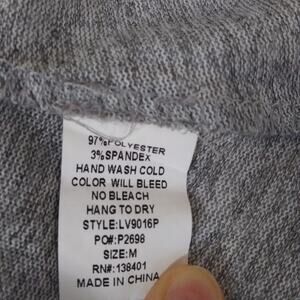 97%POLYESTER
3%SPANDEX
HAND WASH COLD
COLOR WILL BLEED
NO BLEACH
HANG TO DRY
STYLE:LV9016P
PO#:P2698
SIZE:M
RN#:138401
MADE IN CHINA